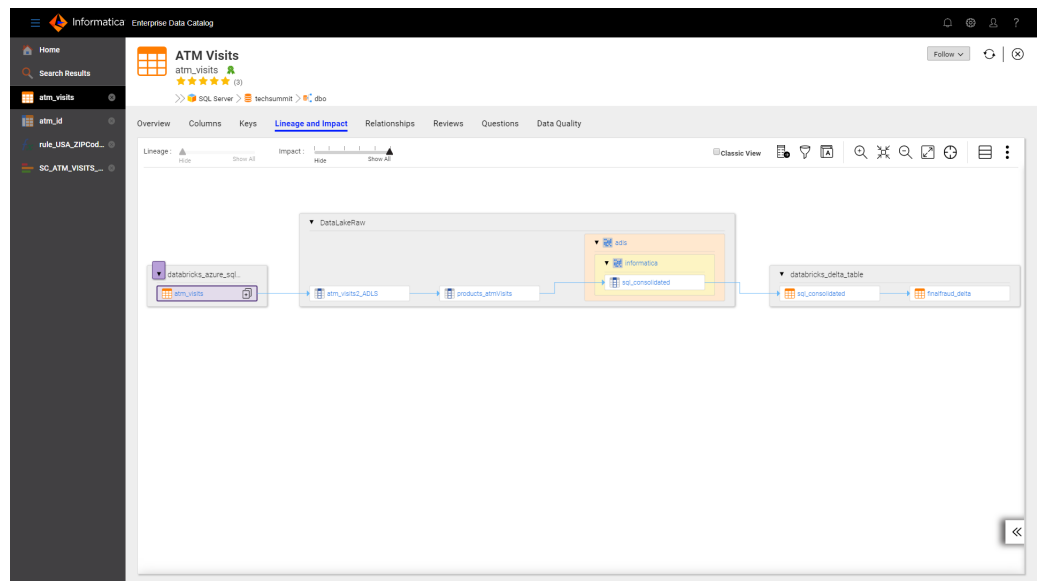 Informatica Enterprise Data Catalog
?
Home
Search Results
atm_visits
atm_id
rule_USA_ZIPCod...
SC_ATM_VISITS_...
ATM Visits
atm_visits
(3)
SQL Server > techsummit > dbo
Follow
Overview Columns Keys Lineage and Impact Relationships Reviews Questions Data Quality
Lineage: Hide Show All Impact: Hide Show All
Classic View
A
DataLakeRaw
adls
informatica
sql_consolidated
databricks_azure_sql...
atm_visits
atm_visits2_ADLS
products_atmVisits
databricks_delta_table
sql_consolidated
finalfraud_delta